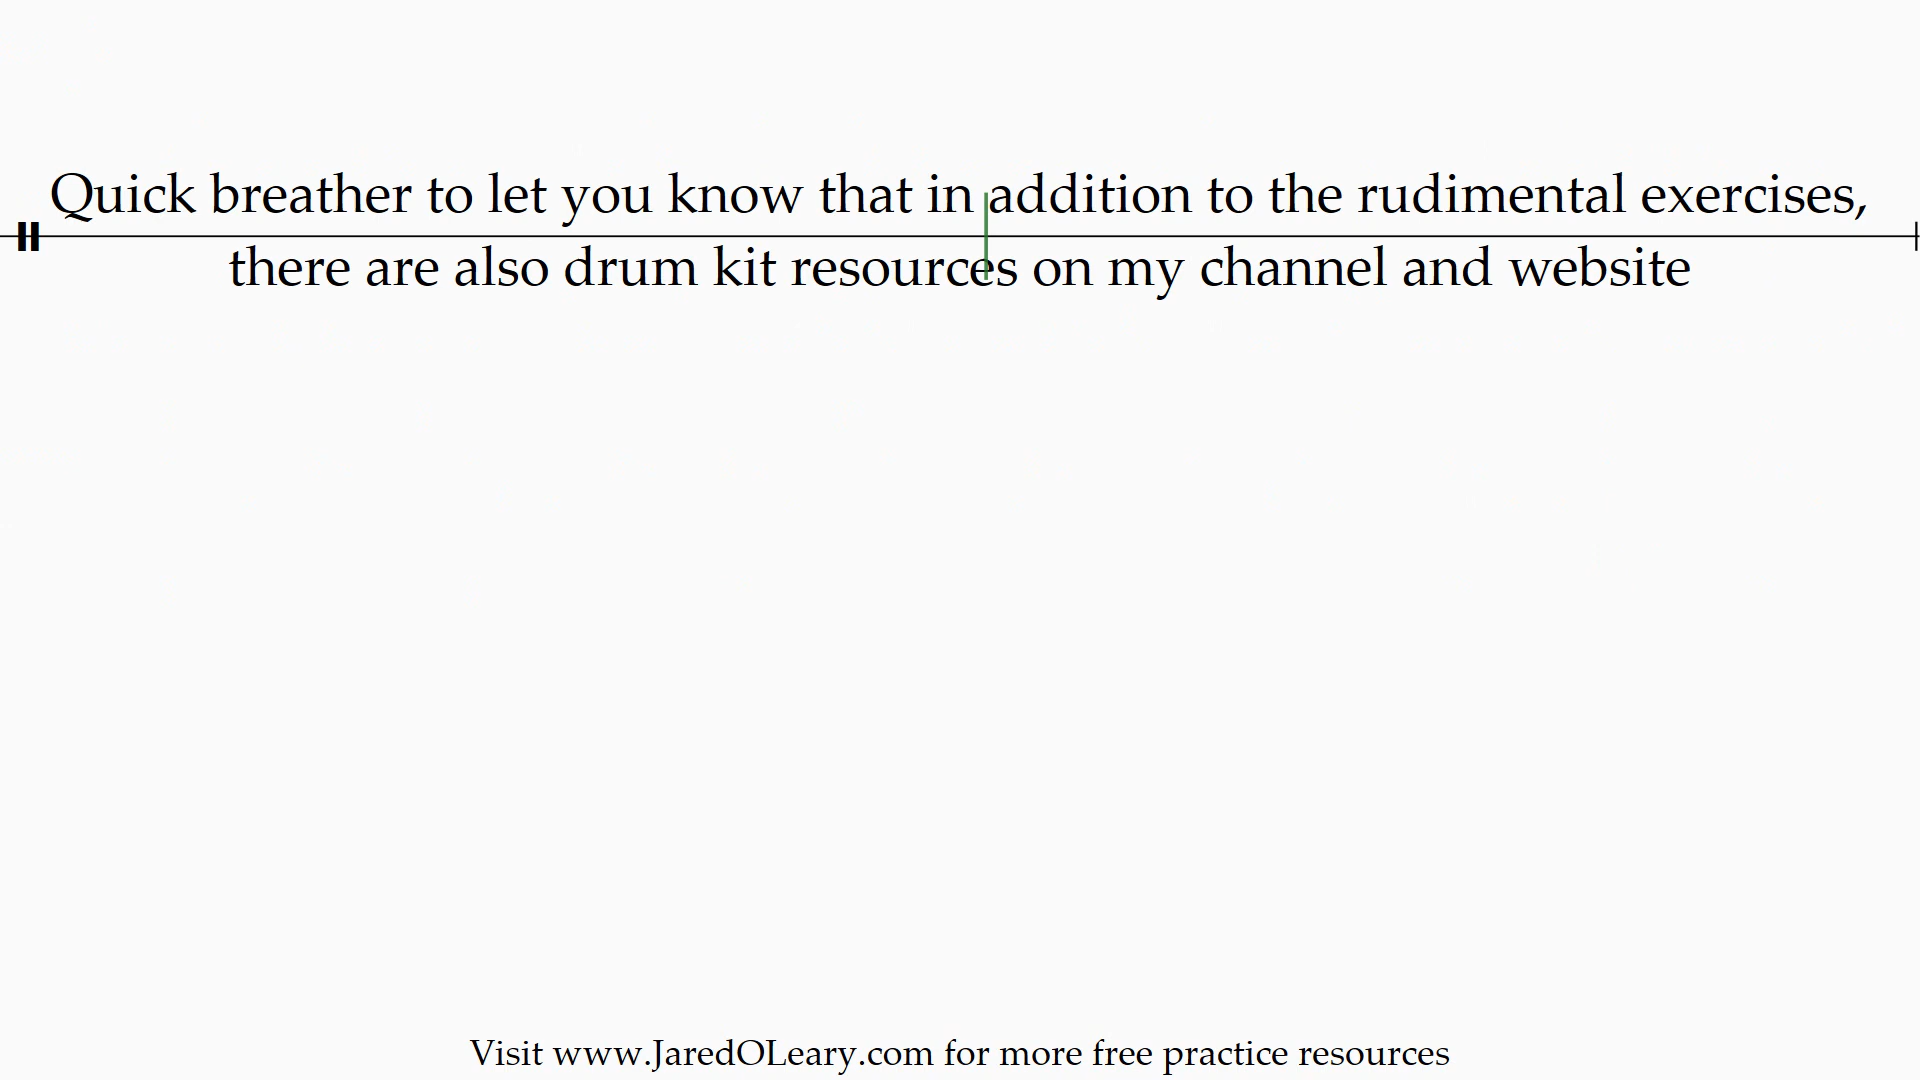 Quick breather to let you know that in addition to the rudimental exercises,
there are also drum kit resources on my channel and website
Visit www.JaredOLeary.com for more free practice resources